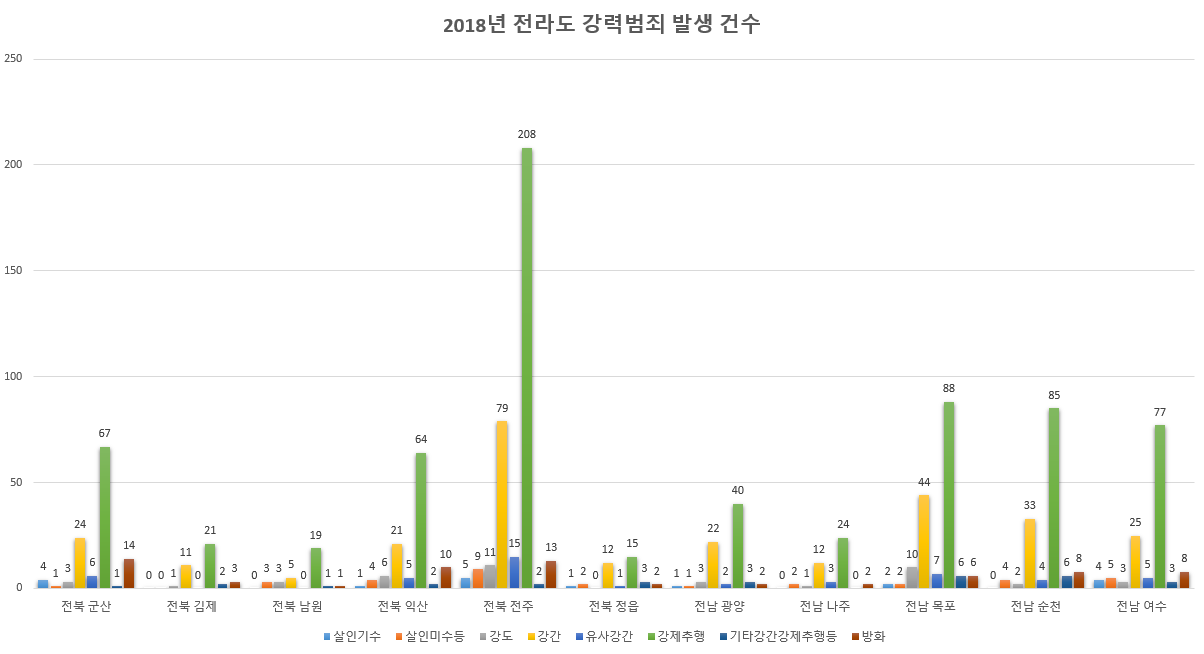 2018년 전라도 강력범죄 발생 건수
250
200
150
100
50
0
4 1 3 24 6 67 1 14
0 0 1 11 0 21 2 3
0 3 3 5 0 19 1 1
1 4 6 21 5 64 2 10
5 9 11 79 15 208 2 13
1 2 0 12 1 15 3 2
1 1 3 22 2 40 3 2
0 2 1 12 3 24 0 2
2 2 10 44 7 88 6 6
0 4 2 33 4 85 6 8
4 5 3 25 5 77 3 8
전북 군산 전북 김제 전북 남원 전북 익산 전북 전주 전북 정읍 전남 광양 전남 나주 전남 목포 전남 순천 전남 여수
살인기수 살인미수등 강도 강간 유사강간 강제추행 기타강간강제추행등 방화